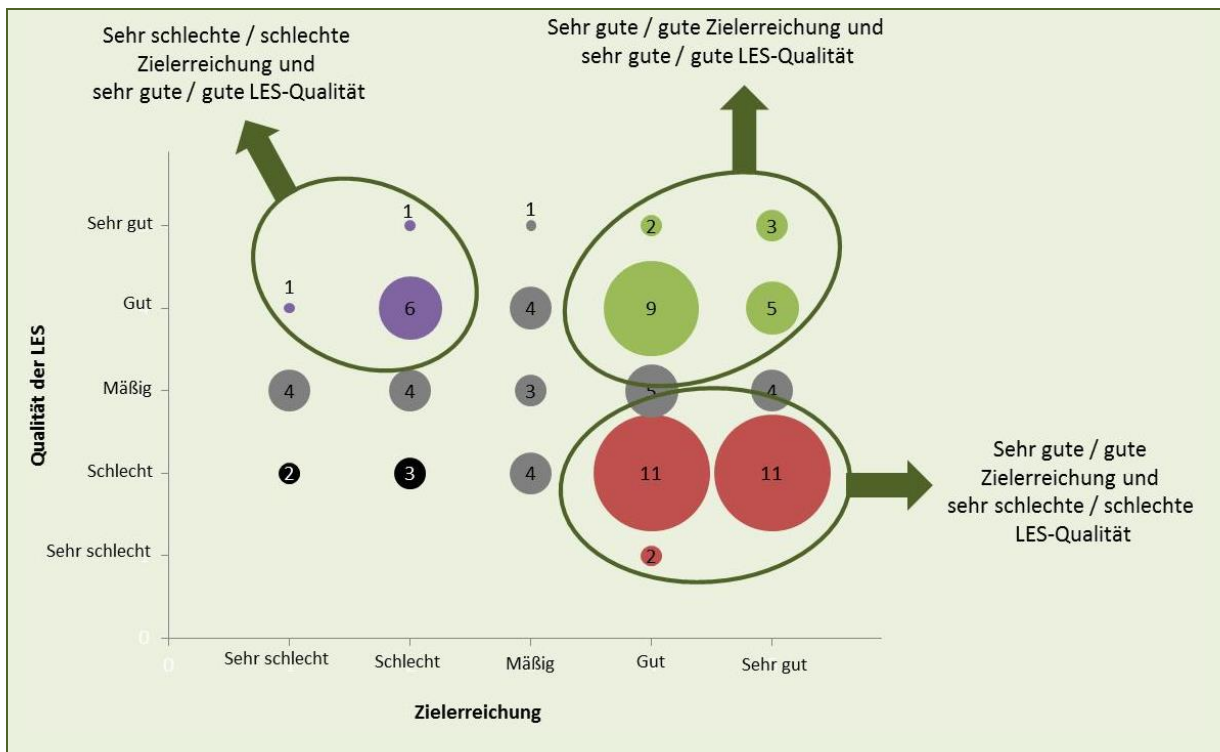 Sehr schlechte / schlechte
Zielerreichung und
sehr gute / gute LES-Qualität
Sehr gute / gute Zielerreichung und
sehr gute / gute LES-Qualität
Qualität der LES
Sehr gut
1
1
2
3
Gut
1
6
4
9
5
Mäßig
4
4
3
5
4
Schlecht
2
3
4
11
11
Sehr gute / gute
Zielerreichung und
sehr schlechte / schlechte
LES-Qualität
Sehr schlecht
2
0
0
Sehr schlecht
Schlecht
Mäßig
Gut
Sehr gut
Zielerreichung